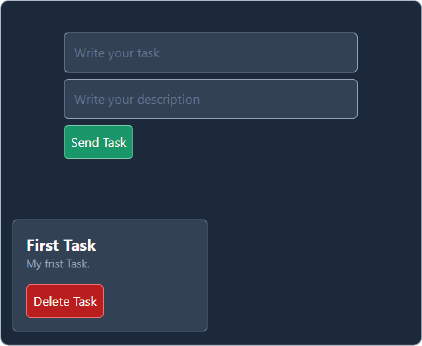 Write your task
Write your description
Send Task
First Task
My frist Task.
Delete Task